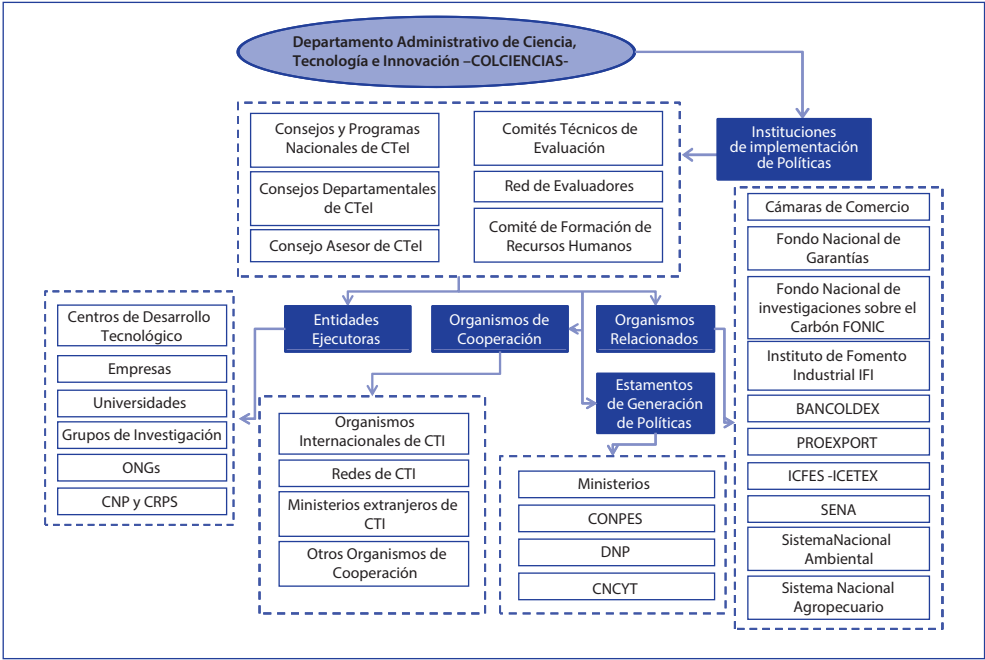 Departamento Administrativo de Ciencia,
Tecnología e Innovación –COLCIENCIAS-
Instituciones
de implementación
de Políticas
Consejos y Programas
Nacionales de CTeI
Consejos Departamentales
de CTeI
Consejo Asesor de CTeI
Comités Técnicos de
Evaluación
Red de Evaluadores
Comité de Formación de
Recursos Humanos
Entidades
Ejecutoras
Organismos de
Cooperación
Organismos
Relacionados
Estamentos
de Generación
de Políticas
Centros de Desarrollo
Tecnológico
Empresas
Universidades
Grupos de Investigación
ONGs
CNP y CRPS
Organismos
Internacionales de CTI
Redes de CTI
Ministerios extranjeros de
CTI
Otros Organismos de
Cooperación
Ministerios
CONPES
DNP
CNCYT
Cámaras de Comercio
Fondo Nacional de
Garantías
Fondo Nacional de
investigaciones sobre el
Carbón FONIC
Instituto de Fomento
Industrial IFI
BANCOLDEX
PROEXPORT
ICFES -ICETEX
SENA
SistemaNacional
Ambiental
Sistema Nacional
Agropecuario